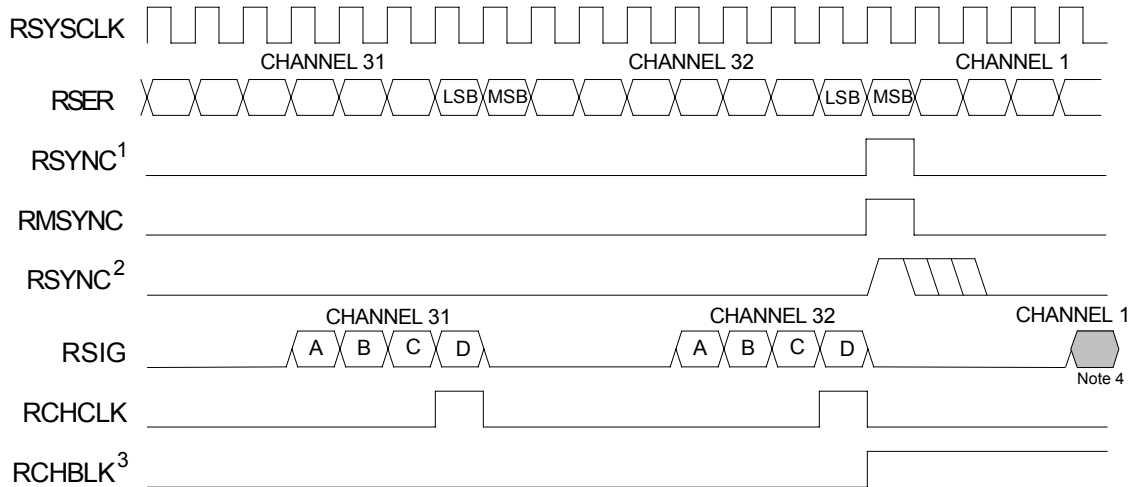 RSYSCLK
CHANNEL 31 CHANNEL 32 CHANNEL 1
RSER LSB MSB LSB MSB
RSYNC1
RMSYNC
RSYNC2
CHANNEL 31 CHANNEL 32 CHANNEL 1
RSIG A B C D A B C D
Note 4
RCHCLK
RCHBLK3